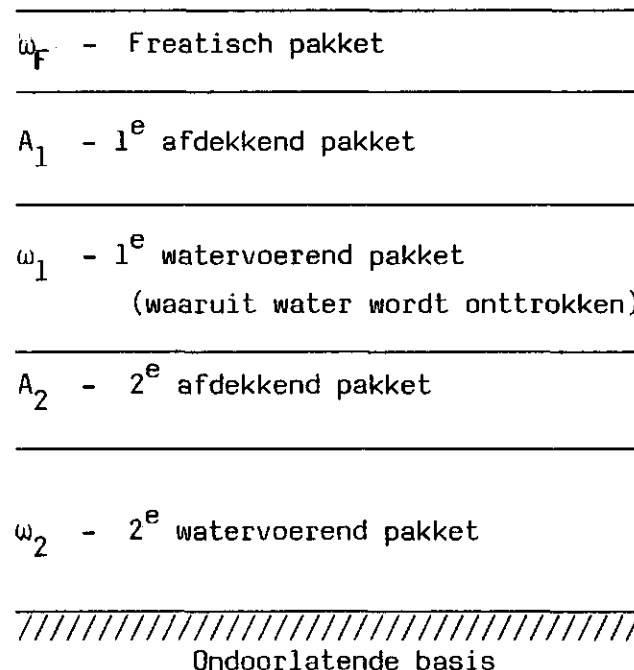 ω_F - Freatisch pakket
A₁ - 1ᵉ afdekkend pakket
ω₁ - 1ᵉ watervoerend pakket
(waaruit water wordt onttrokken)
A₂ - 2ᵉ afdekkend pakket
ω₂ - 2ᵉ watervoerend pakket
Ondoorlatende basis